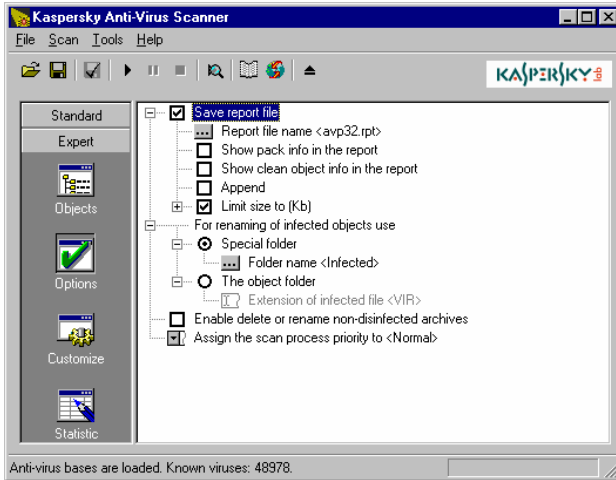 Kaspersky Anti-Virus Scanner
File Scan Tools Help
KASPERSKY lab
Standard
Expert
Objects
Options
Customize
Statistic
Save report file
... Report file name <avp32.rpt>
Show pack info in the report
Show clean object info in the report
Append
Limit size to (Kb)
For renaming of infected objects use
Special folder
... Folder name <Infected>
The object folder
Extension of infected file <VIR>
Enable delete or rename non-disinfected archives
Assign the scan process priority to <Normal>
Anti-virus bases are loaded. Known viruses: 48978.